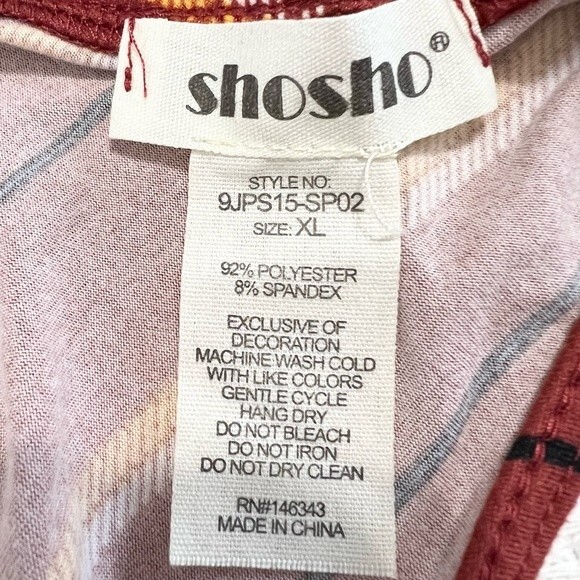 shosho®
STYLE NO:
9JPS15-SP02
SIZE: XL
92% POLYESTER
8% SPANDEX
EXCLUSIVE OF
DECORATION
MACHINE WASH COLD
WITH LIKE COLORS
GENTLE CYCLE
HANG DRY
DO NOT BLEACH
DO NOT IRON
DO NOT DRY CLEAN
RN#146343
MADE IN CHINA